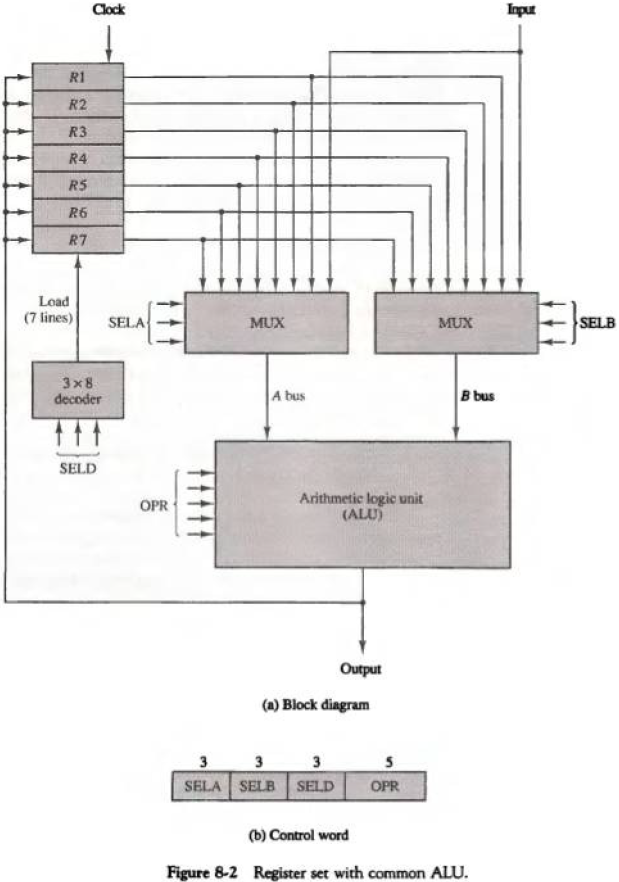 Clock
Input
R1
R2
R3
R4
R5
R6
R7
Load
(7 lines)
SELA
MUX
MUX
SELB
3 × 8
decoder
A bus
B bus
SELD
OPR
Arithmetic logic unit
(ALU)
Output
(a) Block diagram
3 3 3 5
SELA SELB SELD OPR
(b) Control word
Figure 8-2 Register set with common ALU.